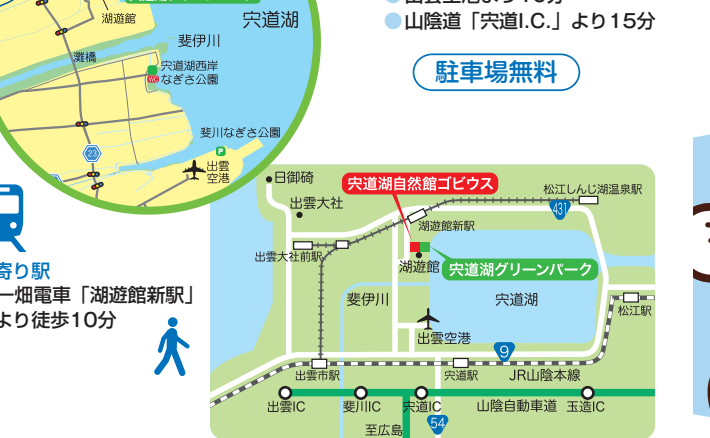 湖遊館
宍道湖
斐伊川
灘橋
宍道湖西岸
なぎさ公園
WC
斐川なぎさ公園
P
23
出雲
空港
●山陰道「宍道I.C.」より15分
駐車場無料
寄り駅
一畑電車「湖遊館新駅」
より徒歩10分
日御碕
出雲大社
宍道湖自然館ゴビウス
松江しんじ湖温泉駅
431
湖遊館新駅
出雲大社前駅
湖遊館
宍道湖グリーンパーク
斐伊川
宍道湖
松江駅
出雲空港
9
出雲市駅
宍道駅
JR山陰本線
出雲IC
斐川IC
宍道IC
山陰自動車道
玉造IC
至広島
54